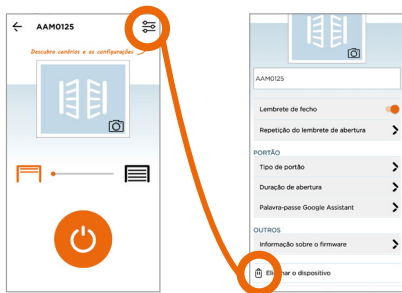 AAM0125
Descubra cenários e as configurações
AAM0125
Lembrete de fecho
Repetição do lembrete de abertura
PORTÃO
Tipo de portão
Duração de abertura
Palavra-passe Google Assistant
OUTROS
Informação sobre o firmware
Eliminar o dispositivo